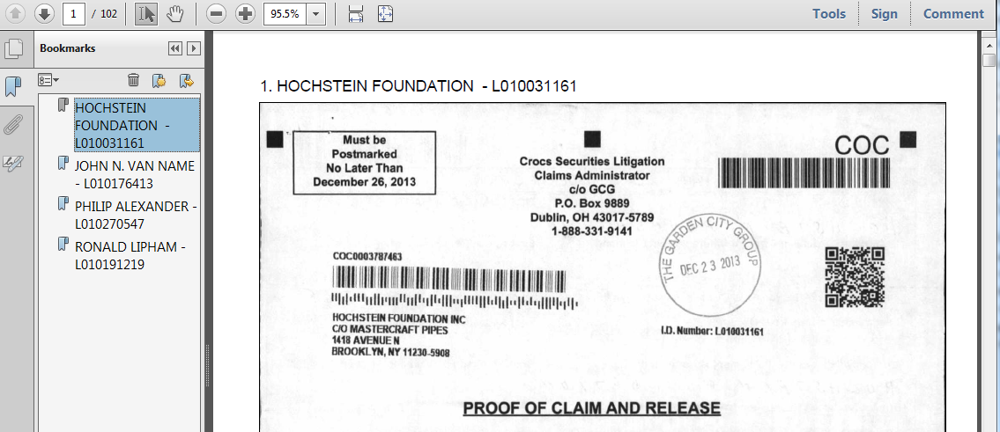 1 / 102
95.5%
Tools
Sign
Comment
Bookmarks
HOCHSTEIN
FOUNDATION -
L010031161
JOHN N. VAN NAME
- L010176413
PHILIP ALEXANDER -
L010270547
RONALD LIPHAM -
L010191219
1. HOCHSTEIN FOUNDATION - L010031161
Must be
Postmarked
No Later Than
December 26, 2013
Crocs Securities Litigation
Claims Administrator
c/o GCG
P.O. Box 9889
Dublin, OH 43017-5789
1-888-331-9141
COC
THE GARDEN CITY GROUP
DEC 23 2013
COC0003787463
HOCHSTEIN FOUNDATION INC
C/O MASTERCRAFT PIPES
1418 AVENUE N
BROOKLYN, NY 11230-5908
I.D. Number: L010031161
PROOF OF CLAIM AND RELEASE